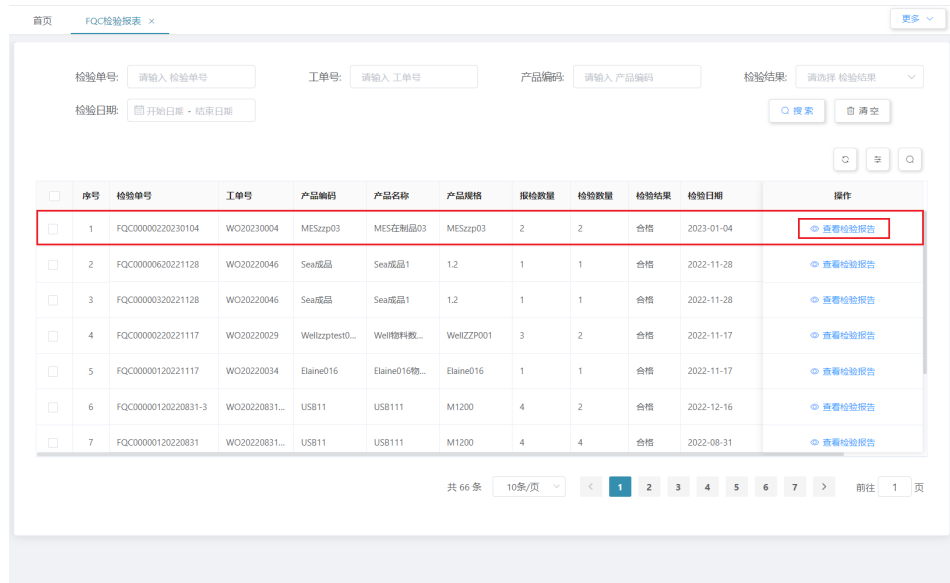 首页 FQC检验报表 × 更多
检验单号: 请输入 检验单号 工单号: 请输入 工单号 产品编码: 请输入 产品编码 检验结果: 请选择 检验结果
检验日期: 开始日期 - 结束日期 搜索 清空
序号 检验单号 工单号 产品编码 产品名称 产品规格 报检数量 检验数量 检验结果 检验日期 操作
1 FQC00000220230104 WO20230004 MESzzp03 MES在制品03 MESzzp03 2 2 合格 2023-01-04 查看检验报告
2 FQC00000620221128 WO20220046 Sea成品 Sea成品1 1.2 1 1 合格 2022-11-28 查看检验报告
3 FQC00000320221128 WO20220046 Sea成品 Sea成品1 1.2 1 1 合格 2022-11-28 查看检验报告
4 FQC00000220221117 WO20220029 Wellzzptest0... Well物料数... WellZZP001 3 2 合格 2022-11-17 查看检验报告
5 FQC00000120221117 WO20220034 Elaine016 Elaine016物... Elaine016 1 1 合格 2022-11-17 查看检验报告
6 FQC00000120220831-3 WO20220831... USB11 USB111 M1200 4 2 合格 2022-12-16 查看检验报告
7 FQC00000120220831 WO20220831... USB11 USB111 M1200 4 4 合格 2022-08-31 查看检验报告
共 66 条 10条/页 < 1 2 3 4 5 6 7 > 前往 1 页